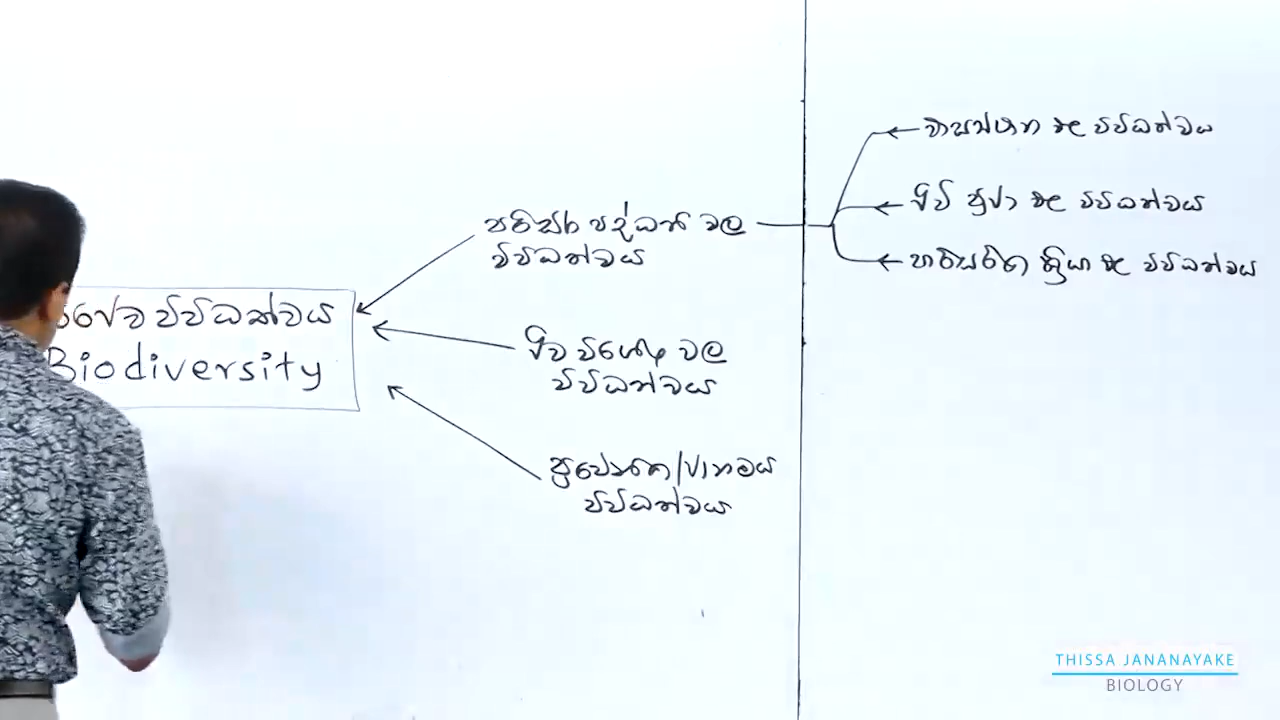 ජෛව විවිධත්වය
Biodiversity
පරිසර පද්ධති වල
විවිධත්වය
ජීව විශේෂ වල
විවිධත්වය
ප්‍රවේණික/ජානමය
විවිධත්වය
වාසස්ථාන වල විවිධත්වය
ජීවී ප්‍රජා වල විවිධත්වය
පාරිසරික ක්‍රියා වල විවිධත්වය
THISSA JANANAYAKE
BIOLOGY